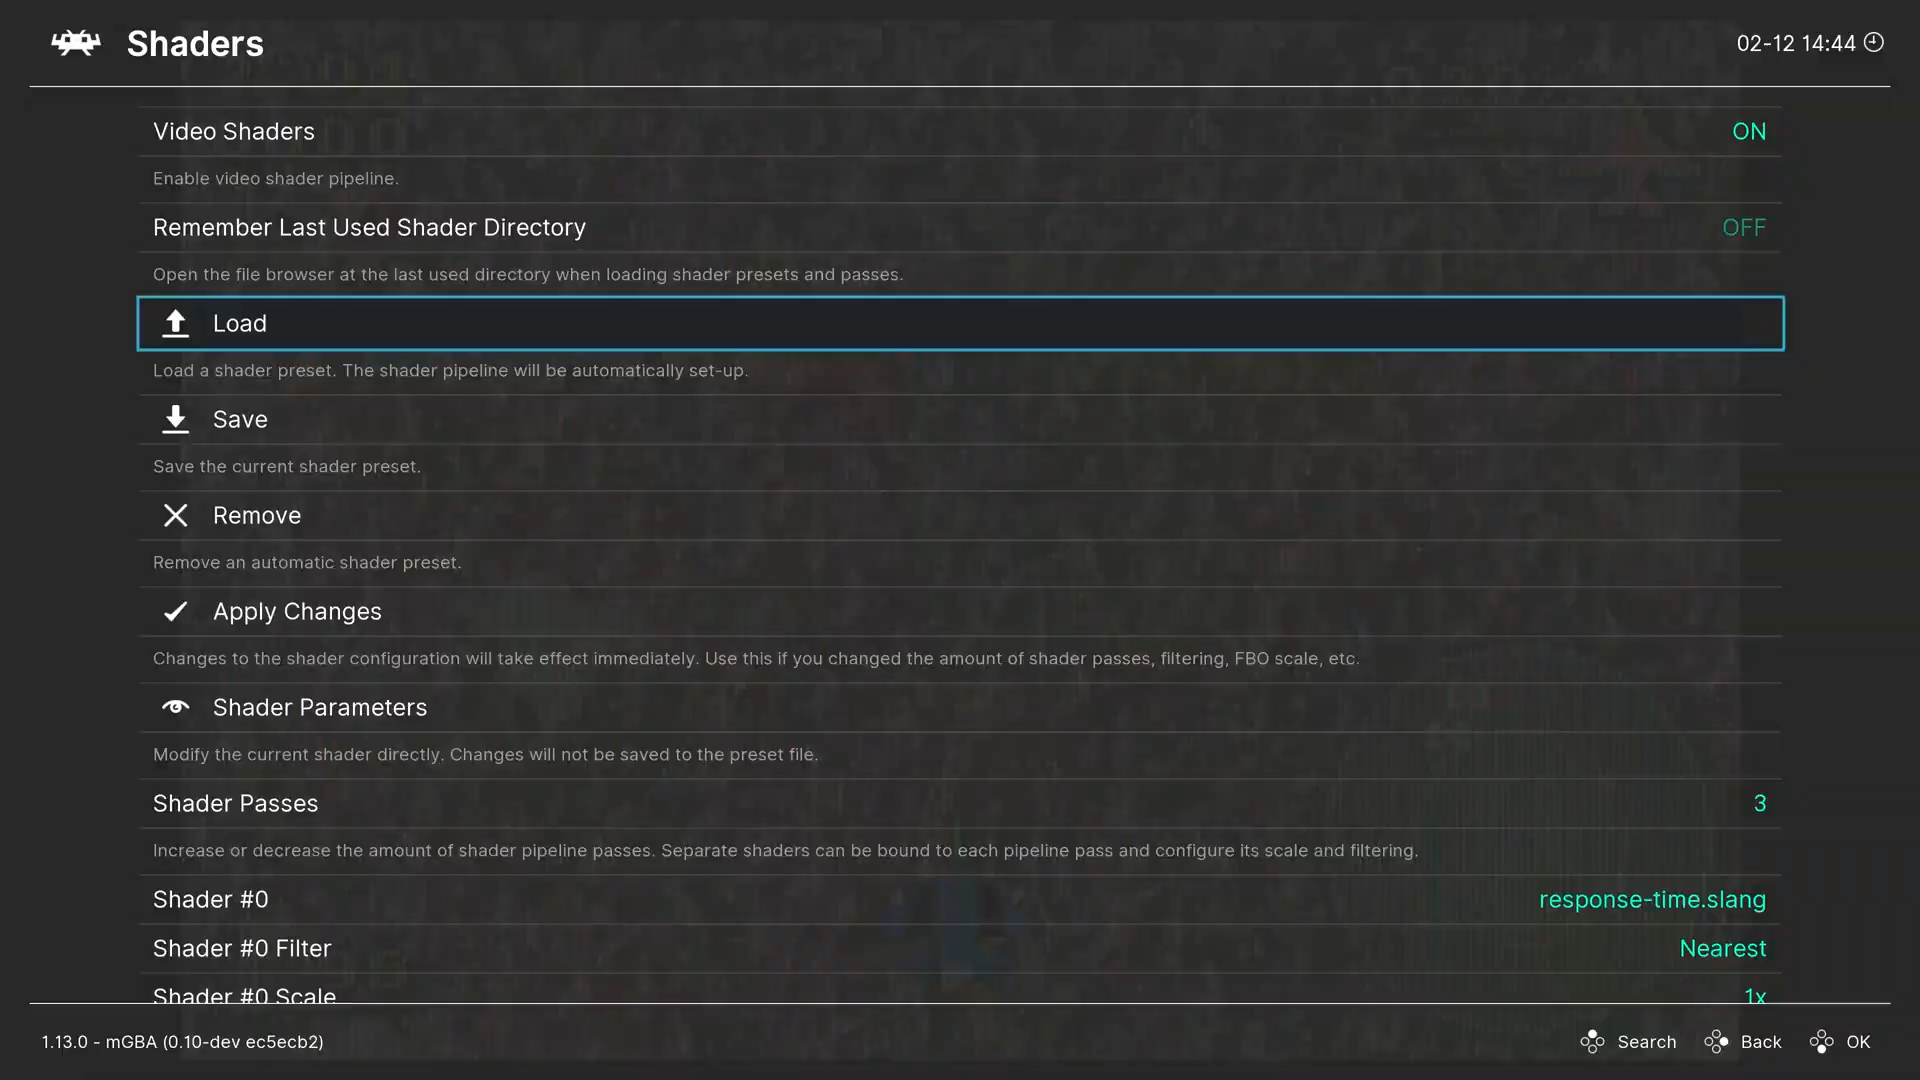 Shaders
02-12 14:44
Video Shaders ON
Enable video shader pipeline.
Remember Last Used Shader Directory OFF
Open the file browser at the last used directory when loading shader presets and passes.
Load
Load a shader preset. The shader pipeline will be automatically set-up.
Save
Save the current shader preset.
Remove
Remove an automatic shader preset.
Apply Changes
Changes to the shader configuration will take effect immediately. Use this if you changed the amount of shader passes, filtering, FBO scale, etc.
Shader Parameters
Modify the current shader directly. Changes will not be saved to the preset file.
Shader Passes 3
Increase or decrease the amount of shader pipeline passes. Separate shaders can be bound to each pipeline pass and configure its scale and filtering.
Shader #0 response-time.slang
Shader #0 Filter Nearest
Shader #0 Scale 1x
1.13.0 - mGBA (0.10-dev ec5ecb2) Search Back OK